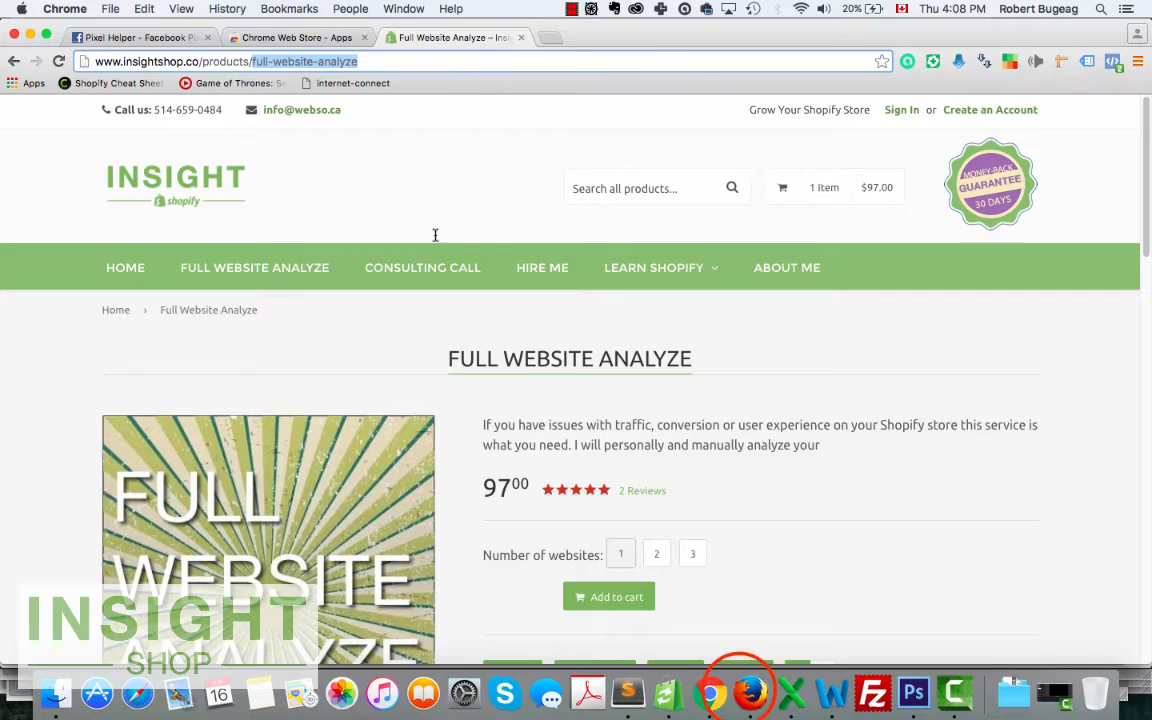 Chrome File Edit View History Bookmarks People Window Help 20% Thu 4:08 PM Robert Bugeag
Pixel Helper - Facebook Pix Chrome Web Store - Apps Full Website Analyze – Insi
www.insightshop.co/products/full-website-analyze
Apps Shopify Cheat Sheet Game of Thrones: Se internet-connect
Call us: 514-659-0484 info@webso.ca Grow Your Shopify Store Sign In or Create an Account
INSIGHT
shopify
Search all products... 1 Item $97.00
MONEY-BACK
GUARANTEE
30 DAYS
HOME FULL WEBSITE ANALYZE CONSULTING CALL HIRE ME LEARN SHOPIFY ABOUT ME
Home › Full Website Analyze
FULL WEBSITE ANALYZE
If you have issues with traffic, conversion or user experience on your Shopify store this service is
what you need. I will personally and manually analyze your
97.00 2 Reviews
Number of websites: 1 2 3
Add to cart
FULL
WEBSITE
ANALYZE
INSIGHT
SHOP
16
Ps